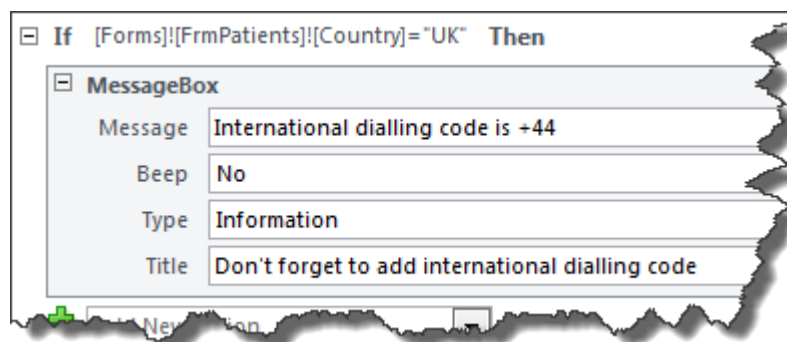 If [Forms]![FrmPatients]![Country]="UK" Then
MessageBox
Message International dialling code is +44
Beep No
Type Information
Title Don't forget to add international dialling code
New